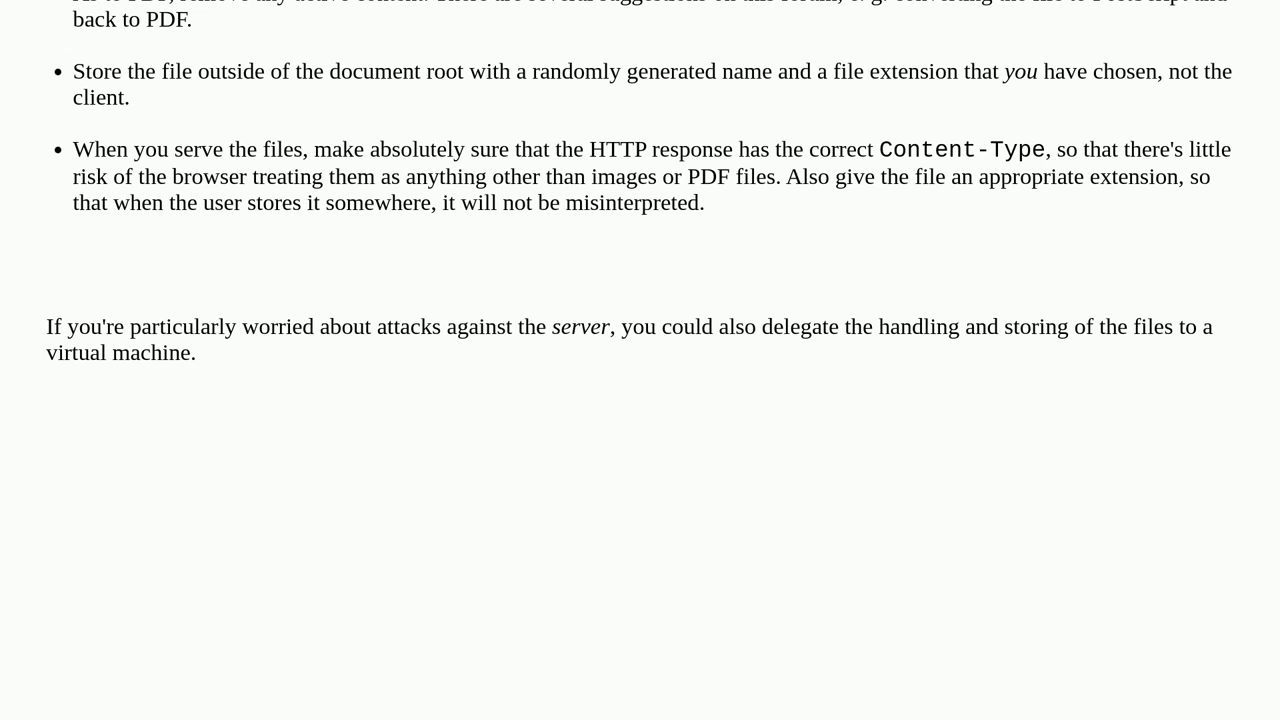 back to PDF.
• Store the file outside of the document root with a randomly generated name and a file extension that you have chosen, not the
client.
• When you serve the files, make absolutely sure that the HTTP response has the correct Content-Type, so that there's little
risk of the browser treating them as anything other than images or PDF files. Also give the file an appropriate extension, so
that when the user stores it somewhere, it will not be misinterpreted.
If you're particularly worried about attacks against the server, you could also delegate the handling and storing of the files to a
virtual machine.